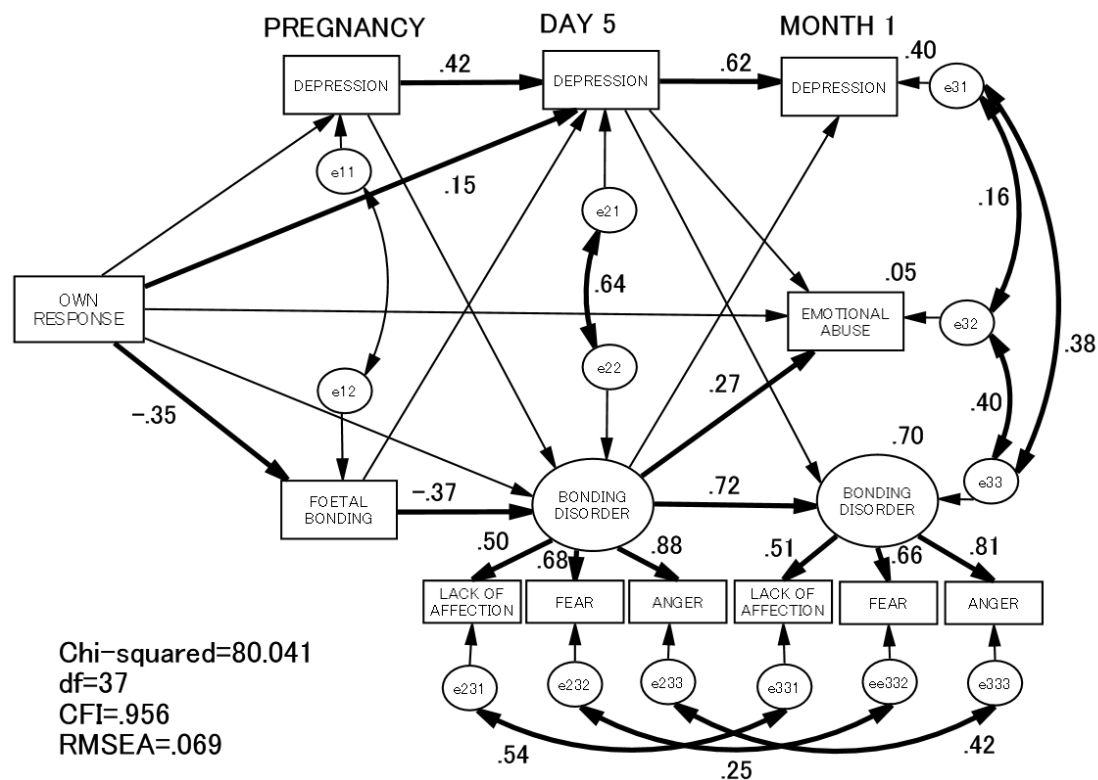 PREGNANCY
DAY 5
MONTH 1
DEPRESSION
.42
DEPRESSION
.62
DEPRESSION
.40
e31
e11
.15
e21
.16
OWN
RESPONSE
.64
.05
EMOTIONAL
ABUSE
e32
.38
e22
e12
.27
.40
-.35
.70
FOETAL
BONDING
-.37
BONDING
DISORDER
.72
BONDING
DISORDER
e33
.50
.68
.88
.51
.66
.81
LACK OF
AFFECTION
FEAR
ANGER
LACK OF
AFFECTION
FEAR
ANGER
e231
e232
e233
e331
ee332
e333
.54
.25
.42
Chi-squared=80.041
df=37
CFI=.956
RMSEA=.069